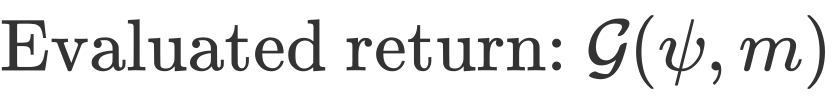 Evaluated return: 𝒢(ψ, m)